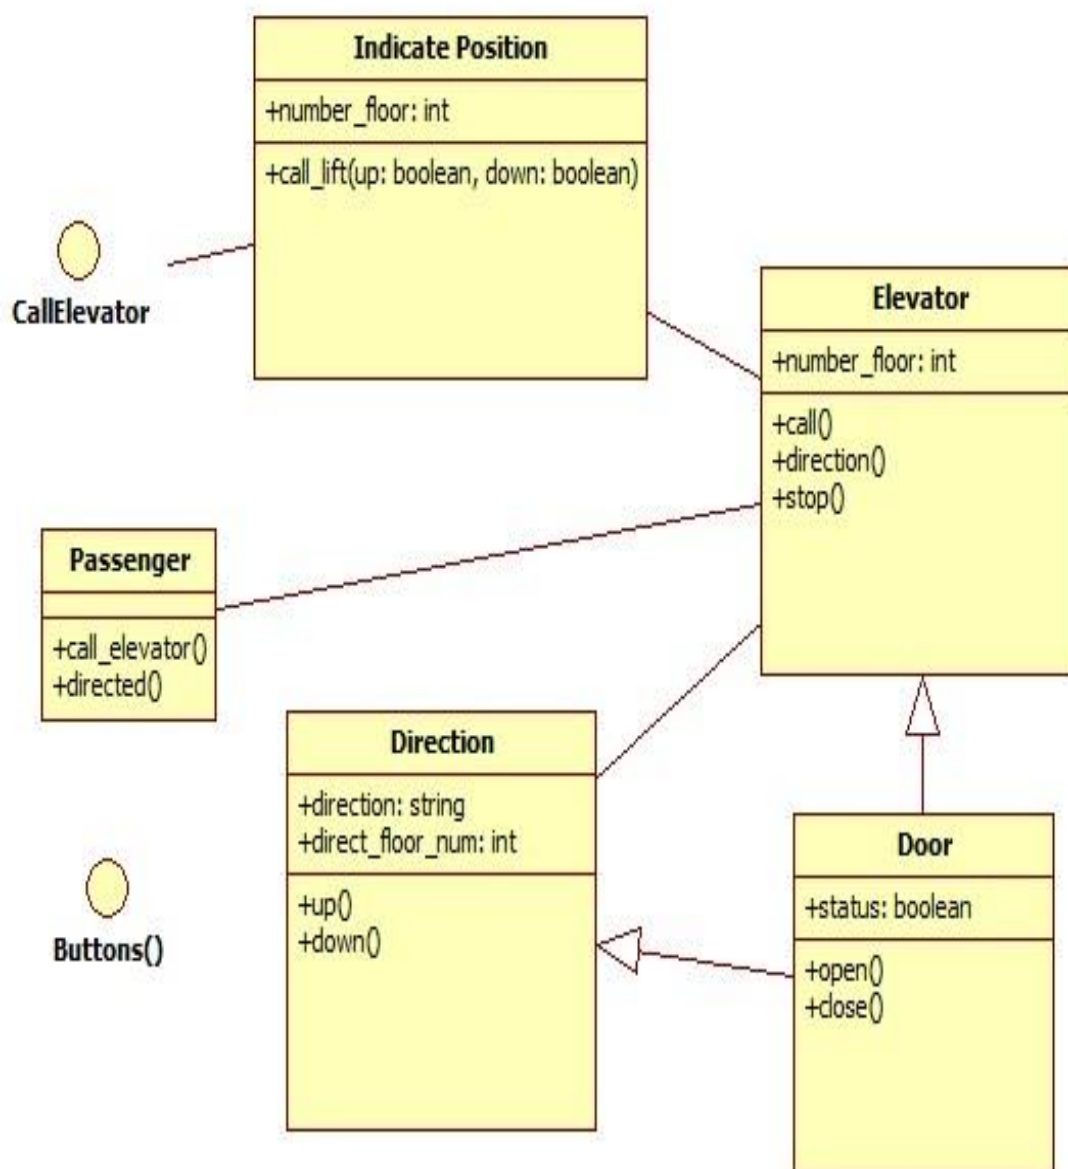 Indicate Position
+number_floor: int
+call_lift(up: boolean, down: boolean)
CallElevator
Elevator
+number_floor: int
+call()
+direction()
+stop()
Passenger
+call_elevator()
+directed()
Direction
+direction: string
+direct_floor_num: int
+up()
+down()
Buttons()
Door
+status: boolean
+open()
+close()